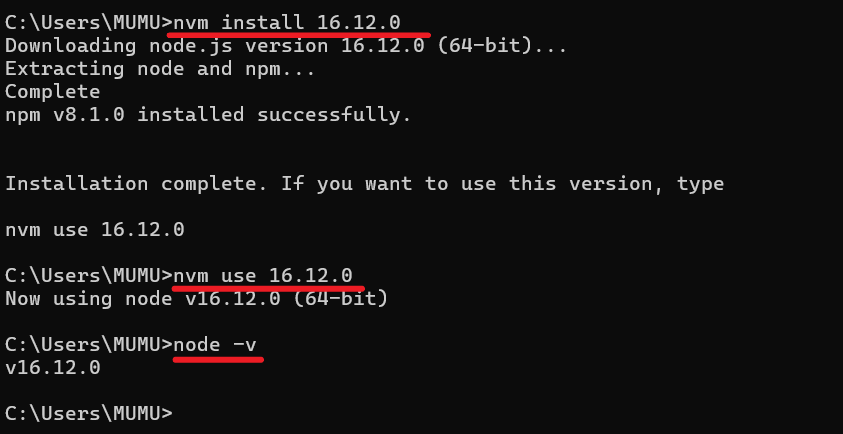 C:\Users\MUMU>nvm install 16.12.0
Downloading node.js version 16.12.0 (64-bit)...
Extracting node and npm...
Complete
npm v8.1.0 installed successfully.
Installation complete. If you want to use this version, type
nvm use 16.12.0
C:\Users\MUMU>nvm use 16.12.0
Now using node v16.12.0 (64-bit)
C:\Users\MUMU>node -v
v16.12.0
C:\Users\MUMU>